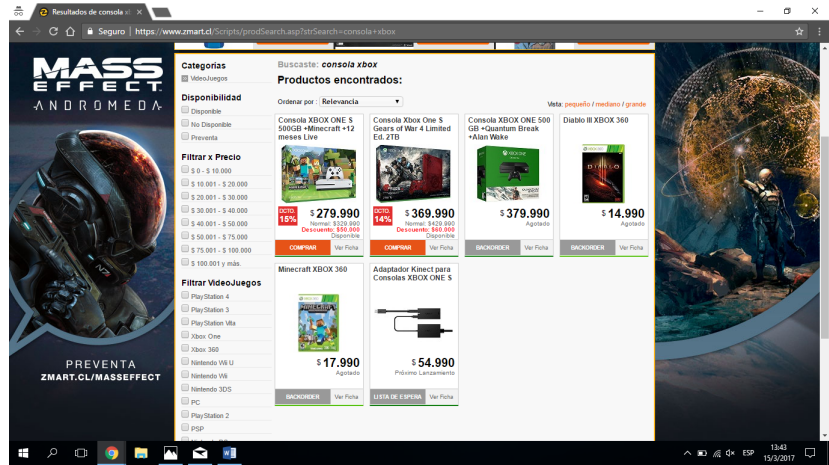 Resultados de consola xl
Seguro | https://www.zmart.cl/Scripts/prodSearch.asp?strSearch=consola+xbox
MASS
EFFECT
ANDROMEDA
N7
PREVENTA
ZMART.CL/MASSEFFECT
Categorias
VideoJuegos
Disponibilidad
Disponible
No Disponible
Preventa
Filtrar x Precio
$ 0 - $ 10.000
$ 10.001 - $ 20.000
$ 20.001 - $ 30.000
$ 30.001 - $ 40.000
$ 40.001 - $ 50.000
$ 50.001 - $ 75.000
$ 75.001 - $ 100.000
$ 100.001 y más.
Filtrar VideoJuegos
PlayStation 4
PlayStation 3
PlayStation Vita
Xbox One
Xbox 360
Nintendo Wii U
Nintendo Wii
Nintendo 3DS
PC
PlayStation 2
PSP
Buscaste: consola xbox
Productos encontrados:
Ordenar por : Relevancia
Vista: pequeño / mediano / grande
Consola XBOX ONE S
500GB +Minecraft +12
meses Live
DCTO.
15%
$ 279.990
Normal: $329.990
Descuento: $50.000
Disponible
COMPRAR
Ver Ficha
Consola Xbox One S
Gears of War 4 Limited
Ed. 2TB
DCTO.
14%
$ 369.990
Normal: $429.990
Descuento: $60.000
Disponible
COMPRAR
Ver Ficha
Consola XBOX ONE 500
GB +Quantum Break
+Alan Wake
XBOX ONE
$ 379.990
Agotado
BACKORDER
Ver Ficha
Diablo III XBOX 360
DIABLO
$ 14.990
Agotado
BACKORDER
Ver Ficha
Minecraft XBOX 360
MINECRAFT
$ 17.990
Agotado
BACKORDER
Ver Ficha
Adaptador Kinect para
Consolas XBOX ONE S
$ 54.990
Próximo Lanzamiento
LISTA DE ESPERA
Ver Ficha
ESP
13:43
15/3/2017